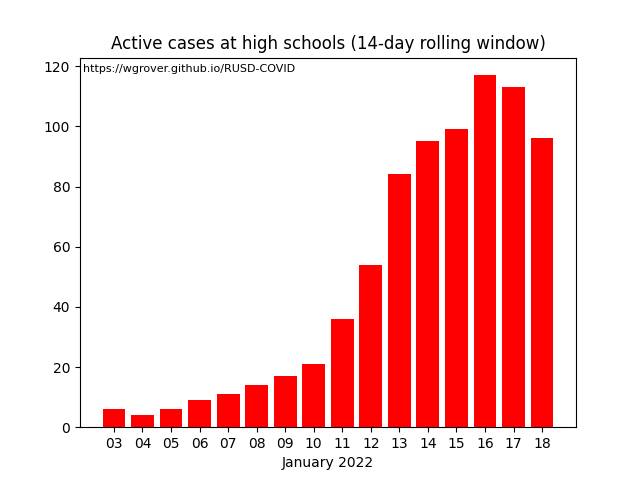 Active cases at high schools (14-day rolling window)
https://wgrover.github.io/RUSD-COVID
120
100
80
60
40
20
0
03 04 05 06 07 08 09 10 11 12 13 14 15 16 17 18
January 2022